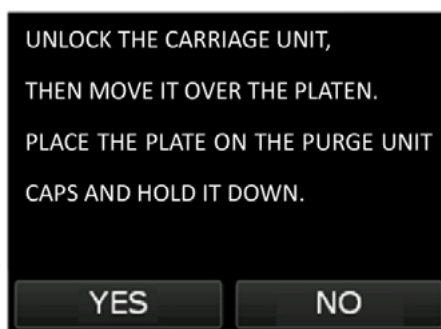 UNLOCK THE CARRIAGE UNIT,
THEN MOVE IT OVER THE PLATEN.
PLACE THE PLATE ON THE PURGE UNIT
CAPS AND HOLD IT DOWN.
YES NO